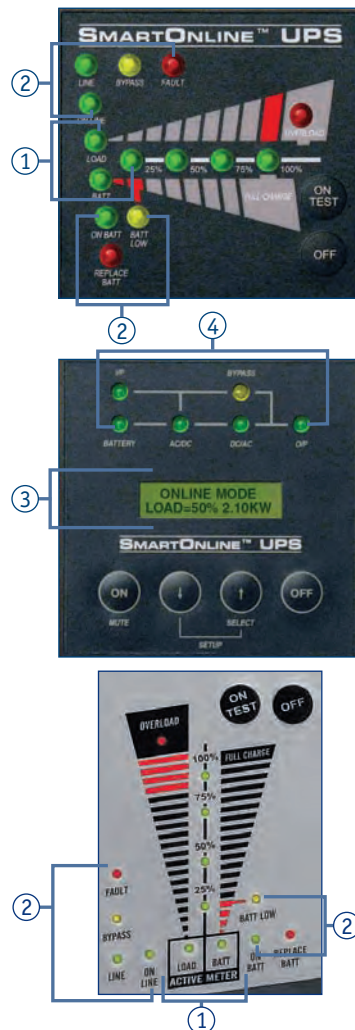 SMARTONLINE™ UPS
2
LINE
BYPASS
FAULT
ON LINE
OVERLOAD
1
LOAD
25%
50%
75%
100%
BATT
FULL CHARGE
ON
TEST
ON BATT
BATT
LOW
OFF
REPLACE
BATT
2
4
I/P
BYPASS
BATTERY
AC/DC
DC/AC
O/P
3
ONLINE MODE
LOAD=50% 2.10KW
SMARTONLINE™ UPS
ON
↓
↑
OFF
MUTE
SELECT
SETUP
ON
TEST
OFF
OVERLOAD
100%
FULL CHARGE
75%
50%
25%
FAULT
2
BATT LOW
2
BYPASS
LINE
ON
LINE
LOAD
BATT
ON
BATT
REPLACE
BATT
ACTIVE METER
1